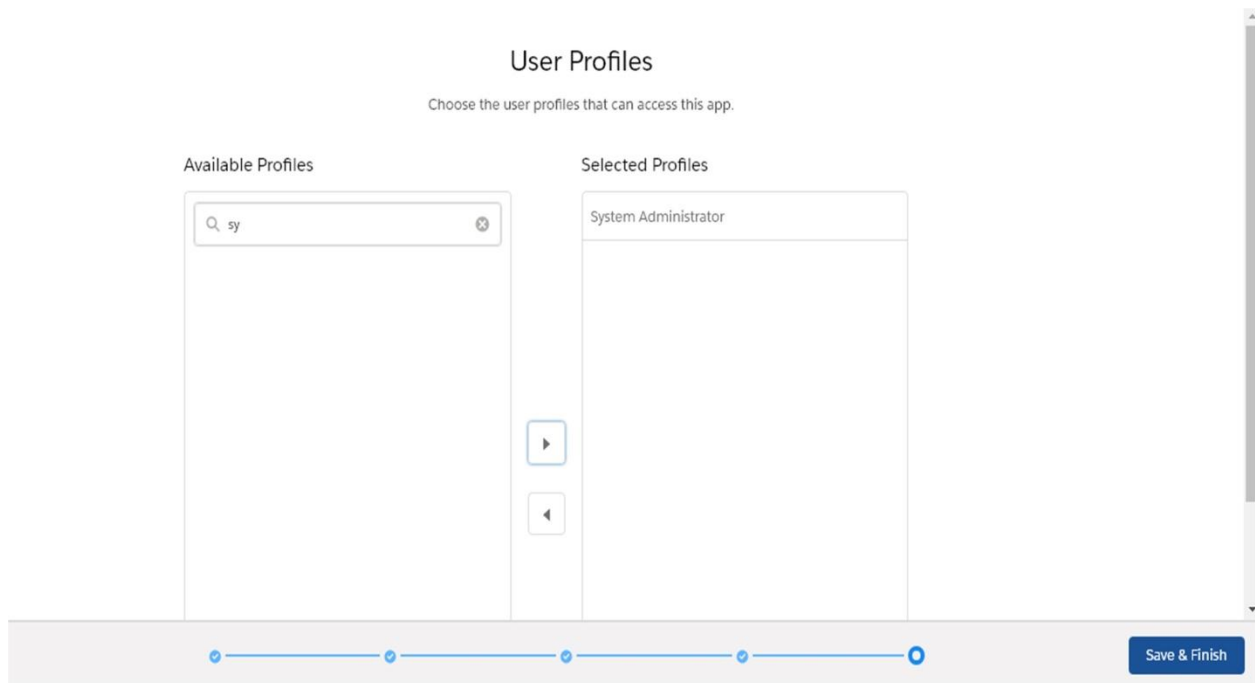 User Profiles
Choose the user profiles that can access this app.
Available Profiles
Selected Profiles
sy
System Administrator
Save & Finish